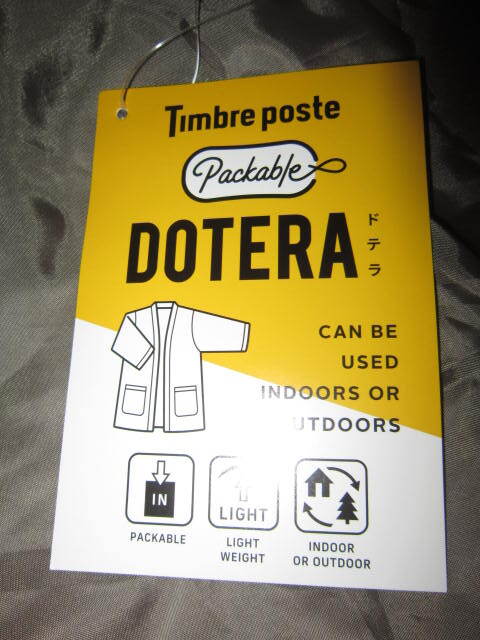 Timbre poste
Packable
DOTERA
ドテラ
CAN BE
USED
INDOORS OR
UTDOORS
IN
PACKABLE
LIGHT
LIGHT
WEIGHT
INDOOR
OR OUTDOOR